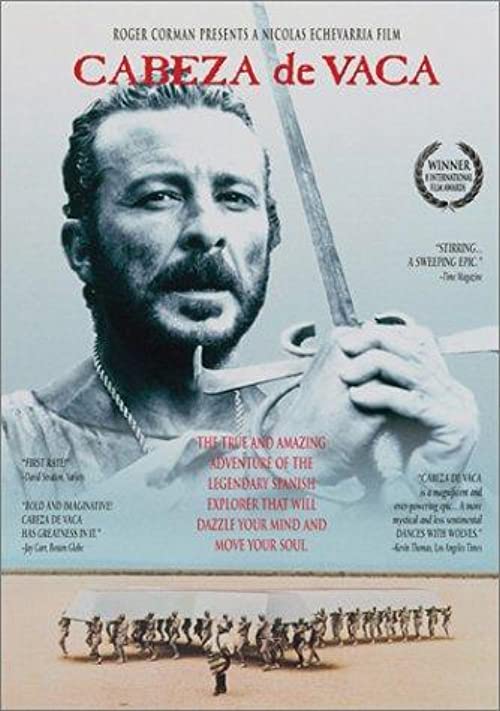 ROGER CORMAN PRESENTS A NICOLAS ECHEVARRIA FILM
CABEZA de VACA
WINNER
8 INTERNATIONAL
FILM AWARDS
"STIRRING...
A SWEEPING EPIC."
-Time Magazine
THE TRUE AND AMAZING
ADVENTURE OF THE
LEGENDARY SPANISH
EXPLORER THAT WILL
DAZZLE YOUR MIND AND
MOVE YOUR SOUL.
"FIRST RATE!"
-David Stratton, Variety
"BOLD AND IMAGINATIVE!
CABEZA DE VACA
HAS GREATNESS IN IT."
-Jay Carr, Boston Globe
"CABEZA DE VACA
is a magnificent and
over-powering epic... A more
mystical and less sentimental
DANCES WITH WOLVES."
-Kevin Thomas, Los Angeles Times